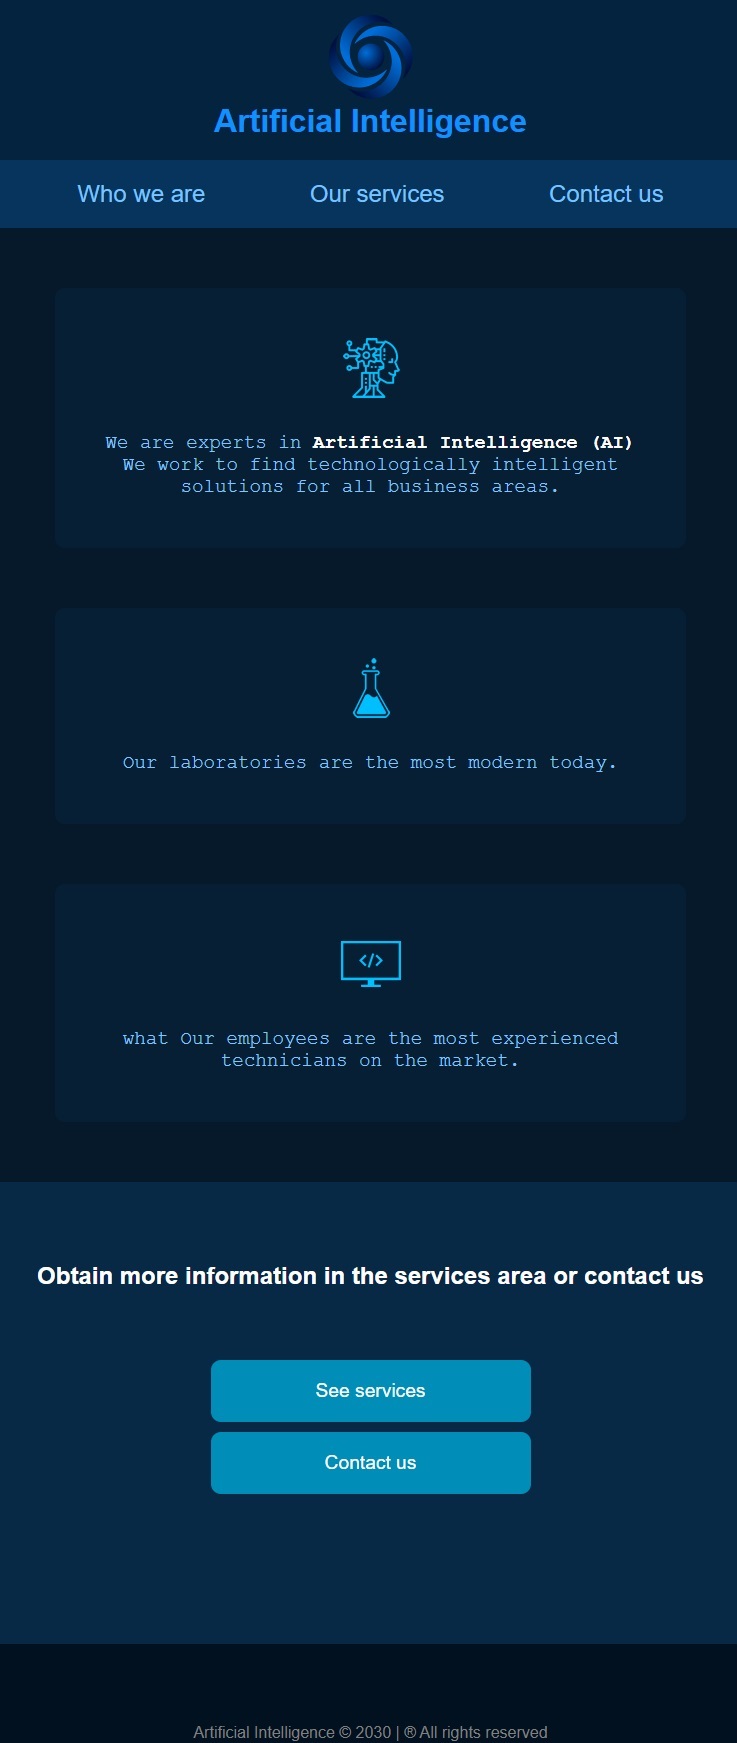 Artificial Intelligence
Who we are Our services Contact us
We are experts in Artificial Intelligence (AI)
We work to find technologically intelligent
solutions for all business areas.
Our laboratories are the most modern today.
</>
what Our employees are the most experienced
technicians on the market.
Obtain more information in the services area or contact us
See services
Contact us
Artificial Intelligence © 2030 | ® All rights reserved